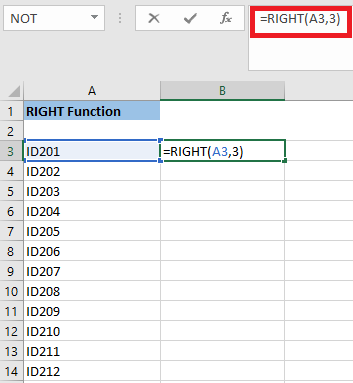 NOT =RIGHT(A3,3)
A B
1 RIGHT Function
2
3 ID201 =RIGHT(A3,3)
4 ID202
5 ID203
6 ID204
7 ID205
8 ID206
9 ID207
10 ID208
11 ID209
12 ID210
13 ID211
14 ID212